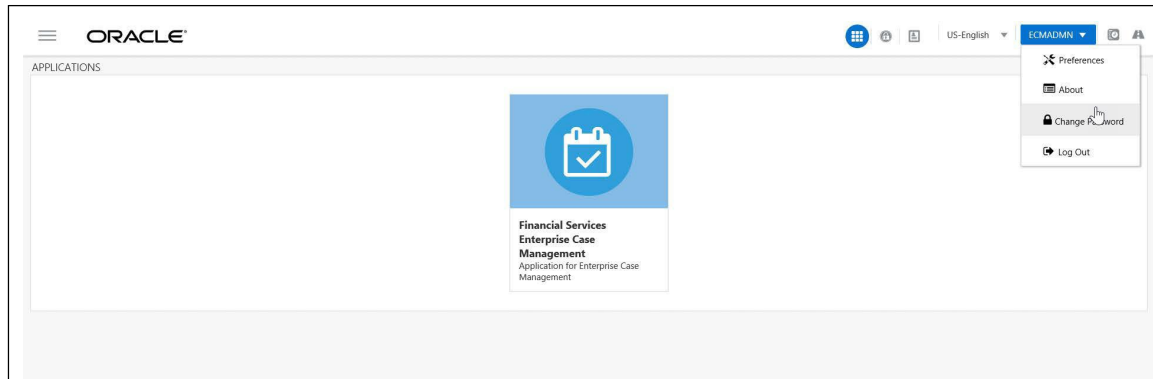 ORACLE
US-English
ECMADMN
APPLICATIONS
Preferences
About
Change Password
Log Out
Financial Services
Enterprise Case
Management
Application for Enterprise Case
Management